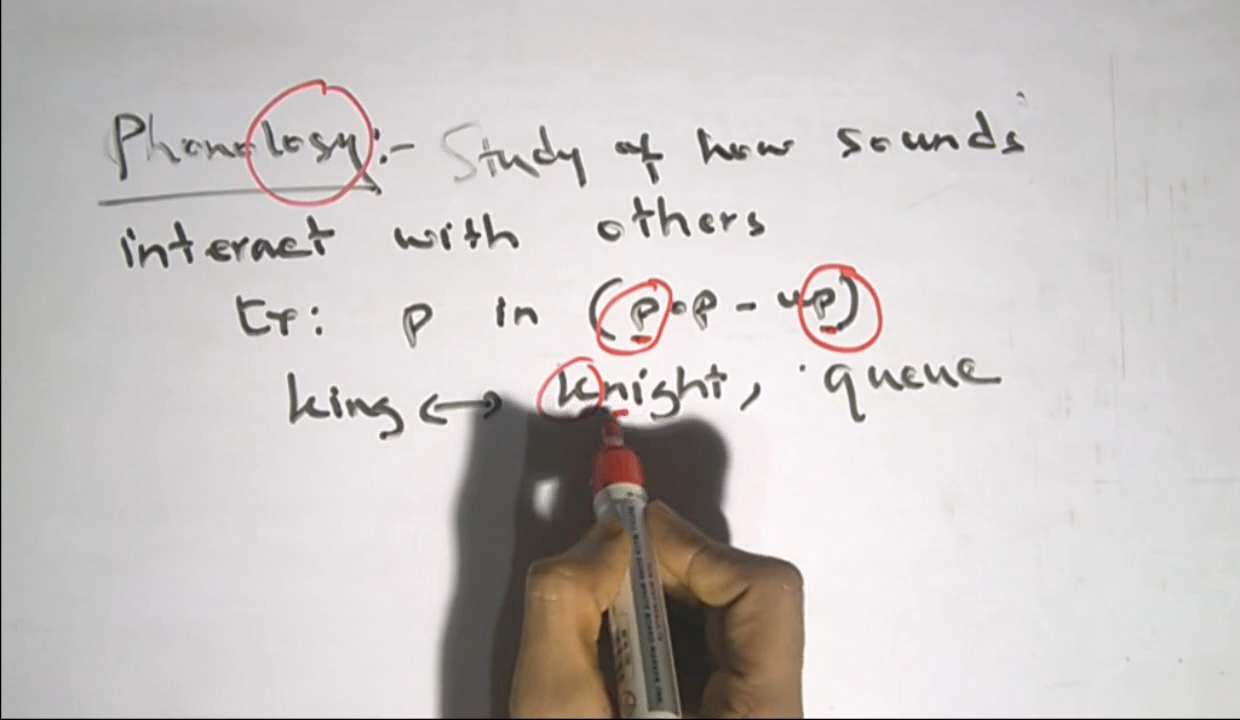 Phonology:- Study of how sounds
interact with others
Ex: P in (Pop-up)
king ↔ knight, queue